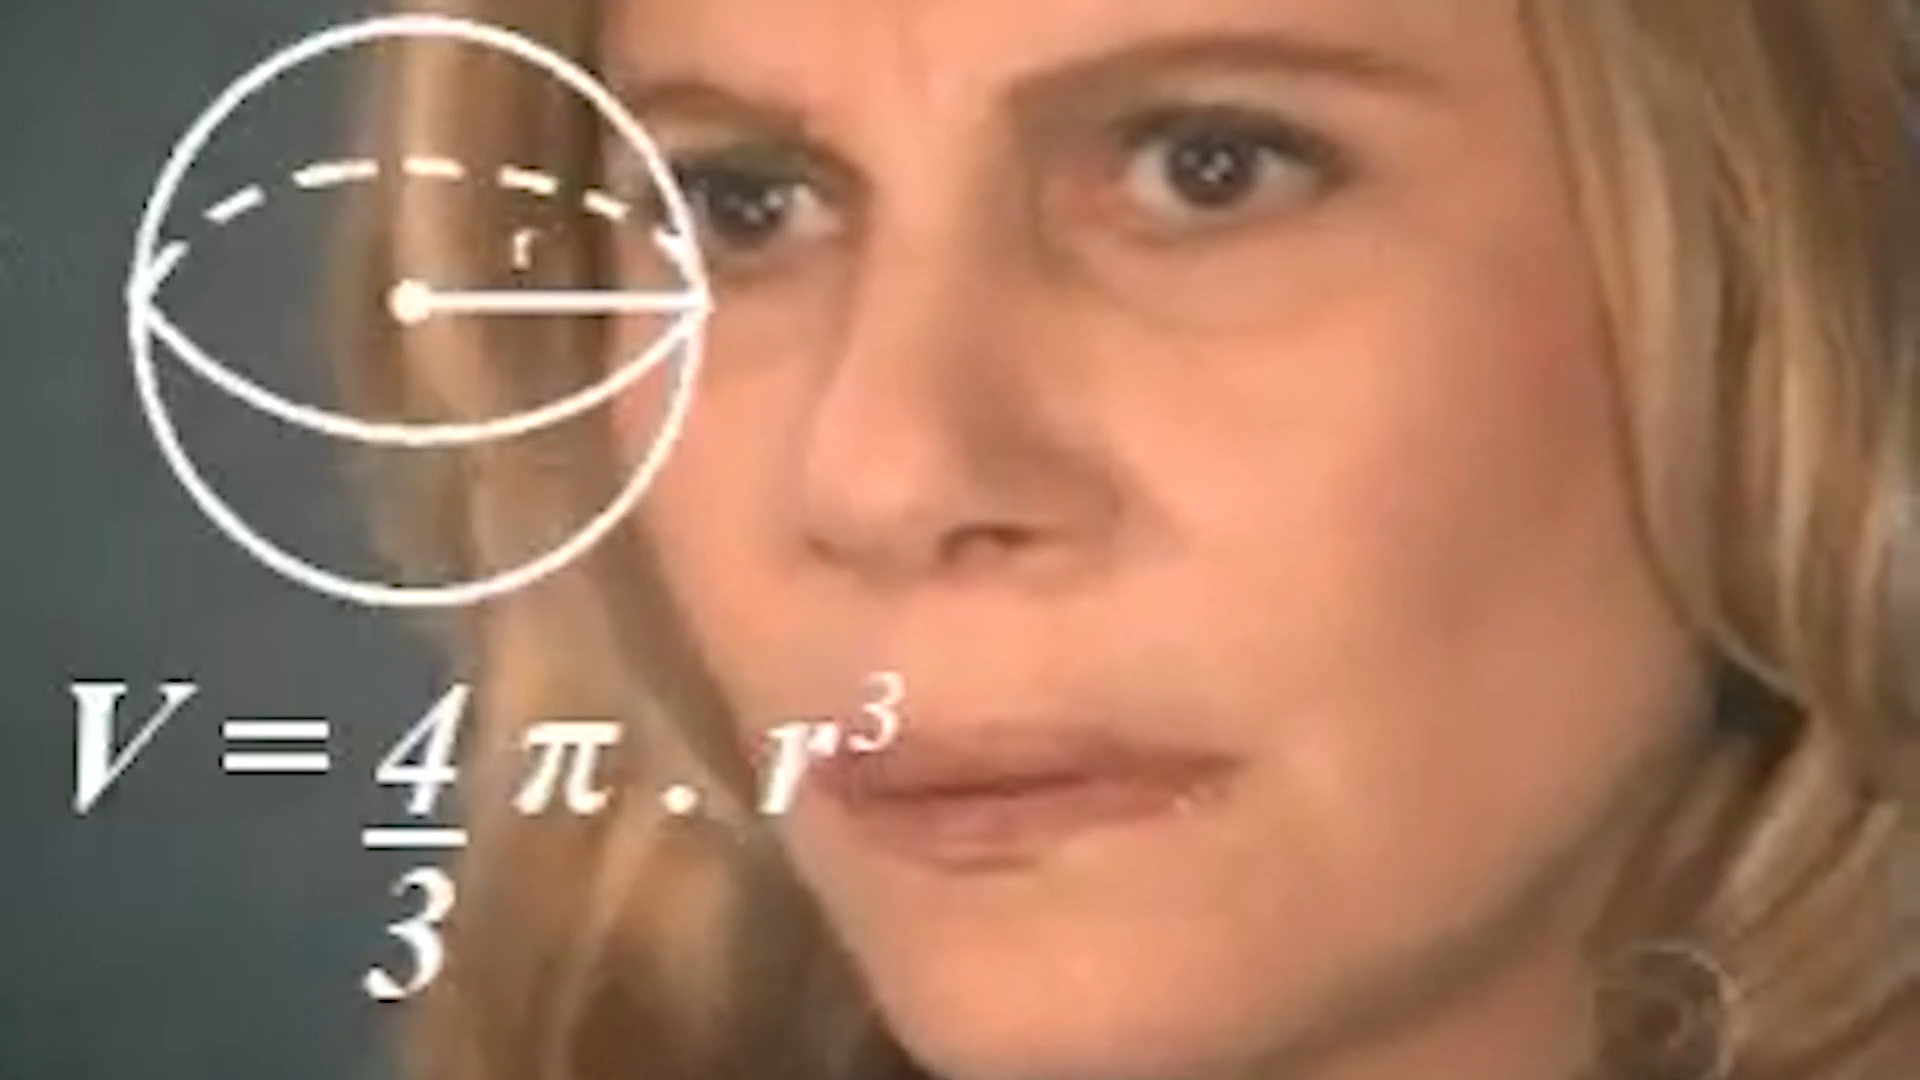 r
V = 4/3 π . r³